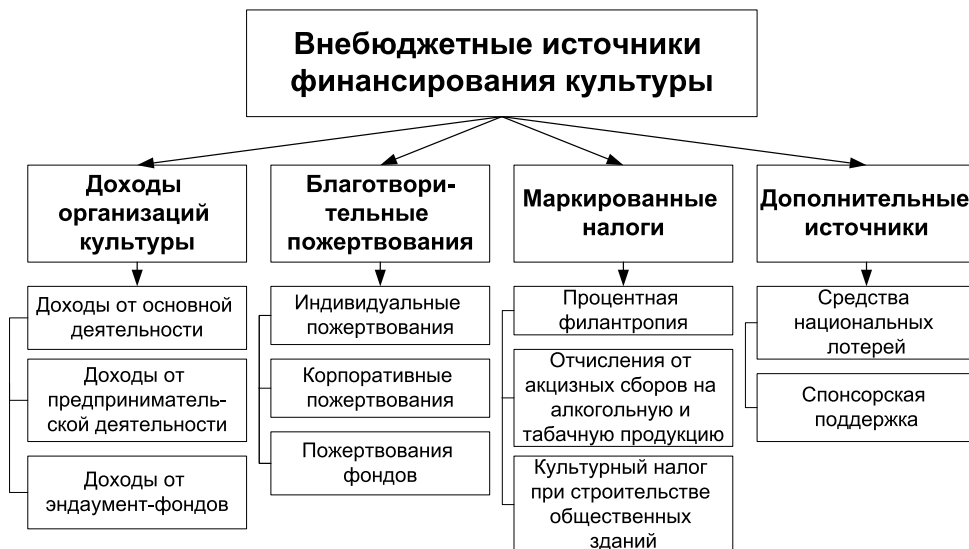 Внебюджетные источники
финансирования культуры
Доходы
организаций
культуры
Доходы от основной
деятельности
Доходы от
предприниматель-
ской деятельности
Доходы от
эндаумент-фондов
Благотвори-
тельные
пожертвования
Индивидуальные
пожертвования
Корпоративные
пожертвования
Пожертвования
фондов
Маркированные
налоги
Процентная
филантропия
Отчисления от
акцизных сборов на
алкогольную и
табачную продукцию
Культурный налог
при строительстве
общественных
зданий
Дополнительные
источники
Средства
национальных
лотерей
Спонсорская
поддержка